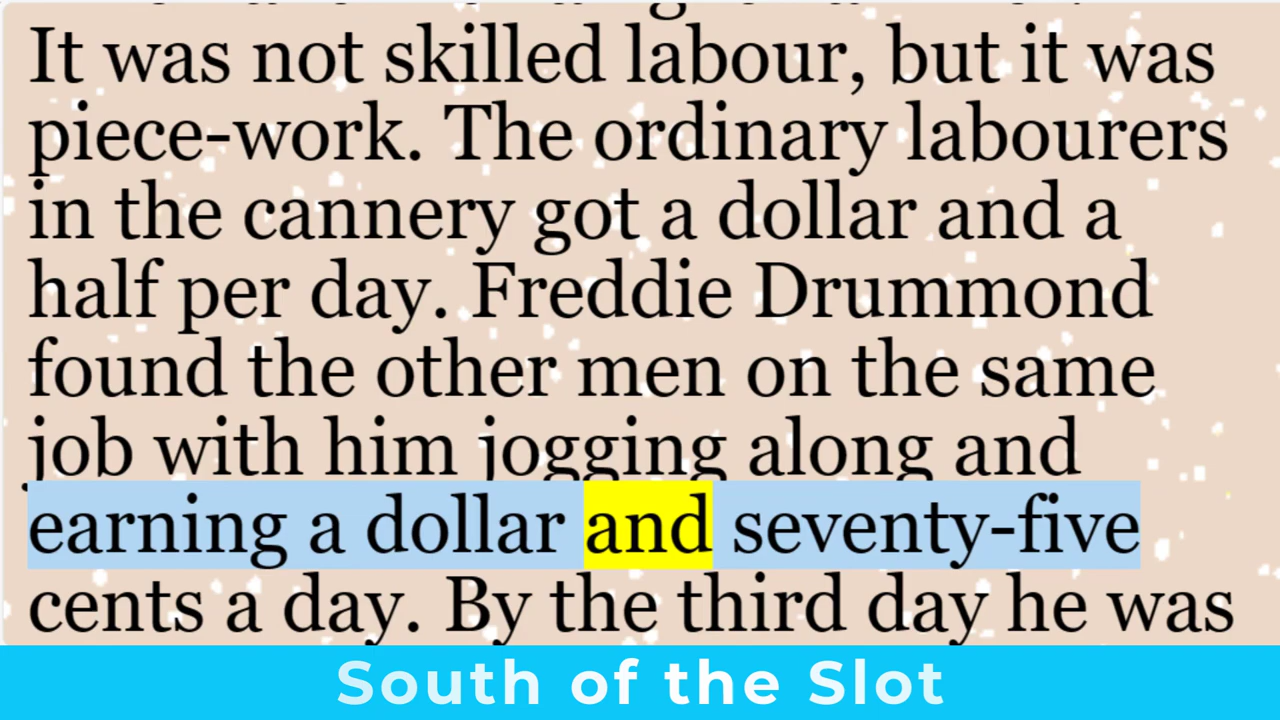 It was not skilled labour, but it was
piece-work. The ordinary labourers
in the cannery got a dollar and a
half per day. Freddie Drummond
found the other men on the same
job with him jogging along and
earning a dollar and seventy-five
cents a day. By the third day he was
South of the Slot